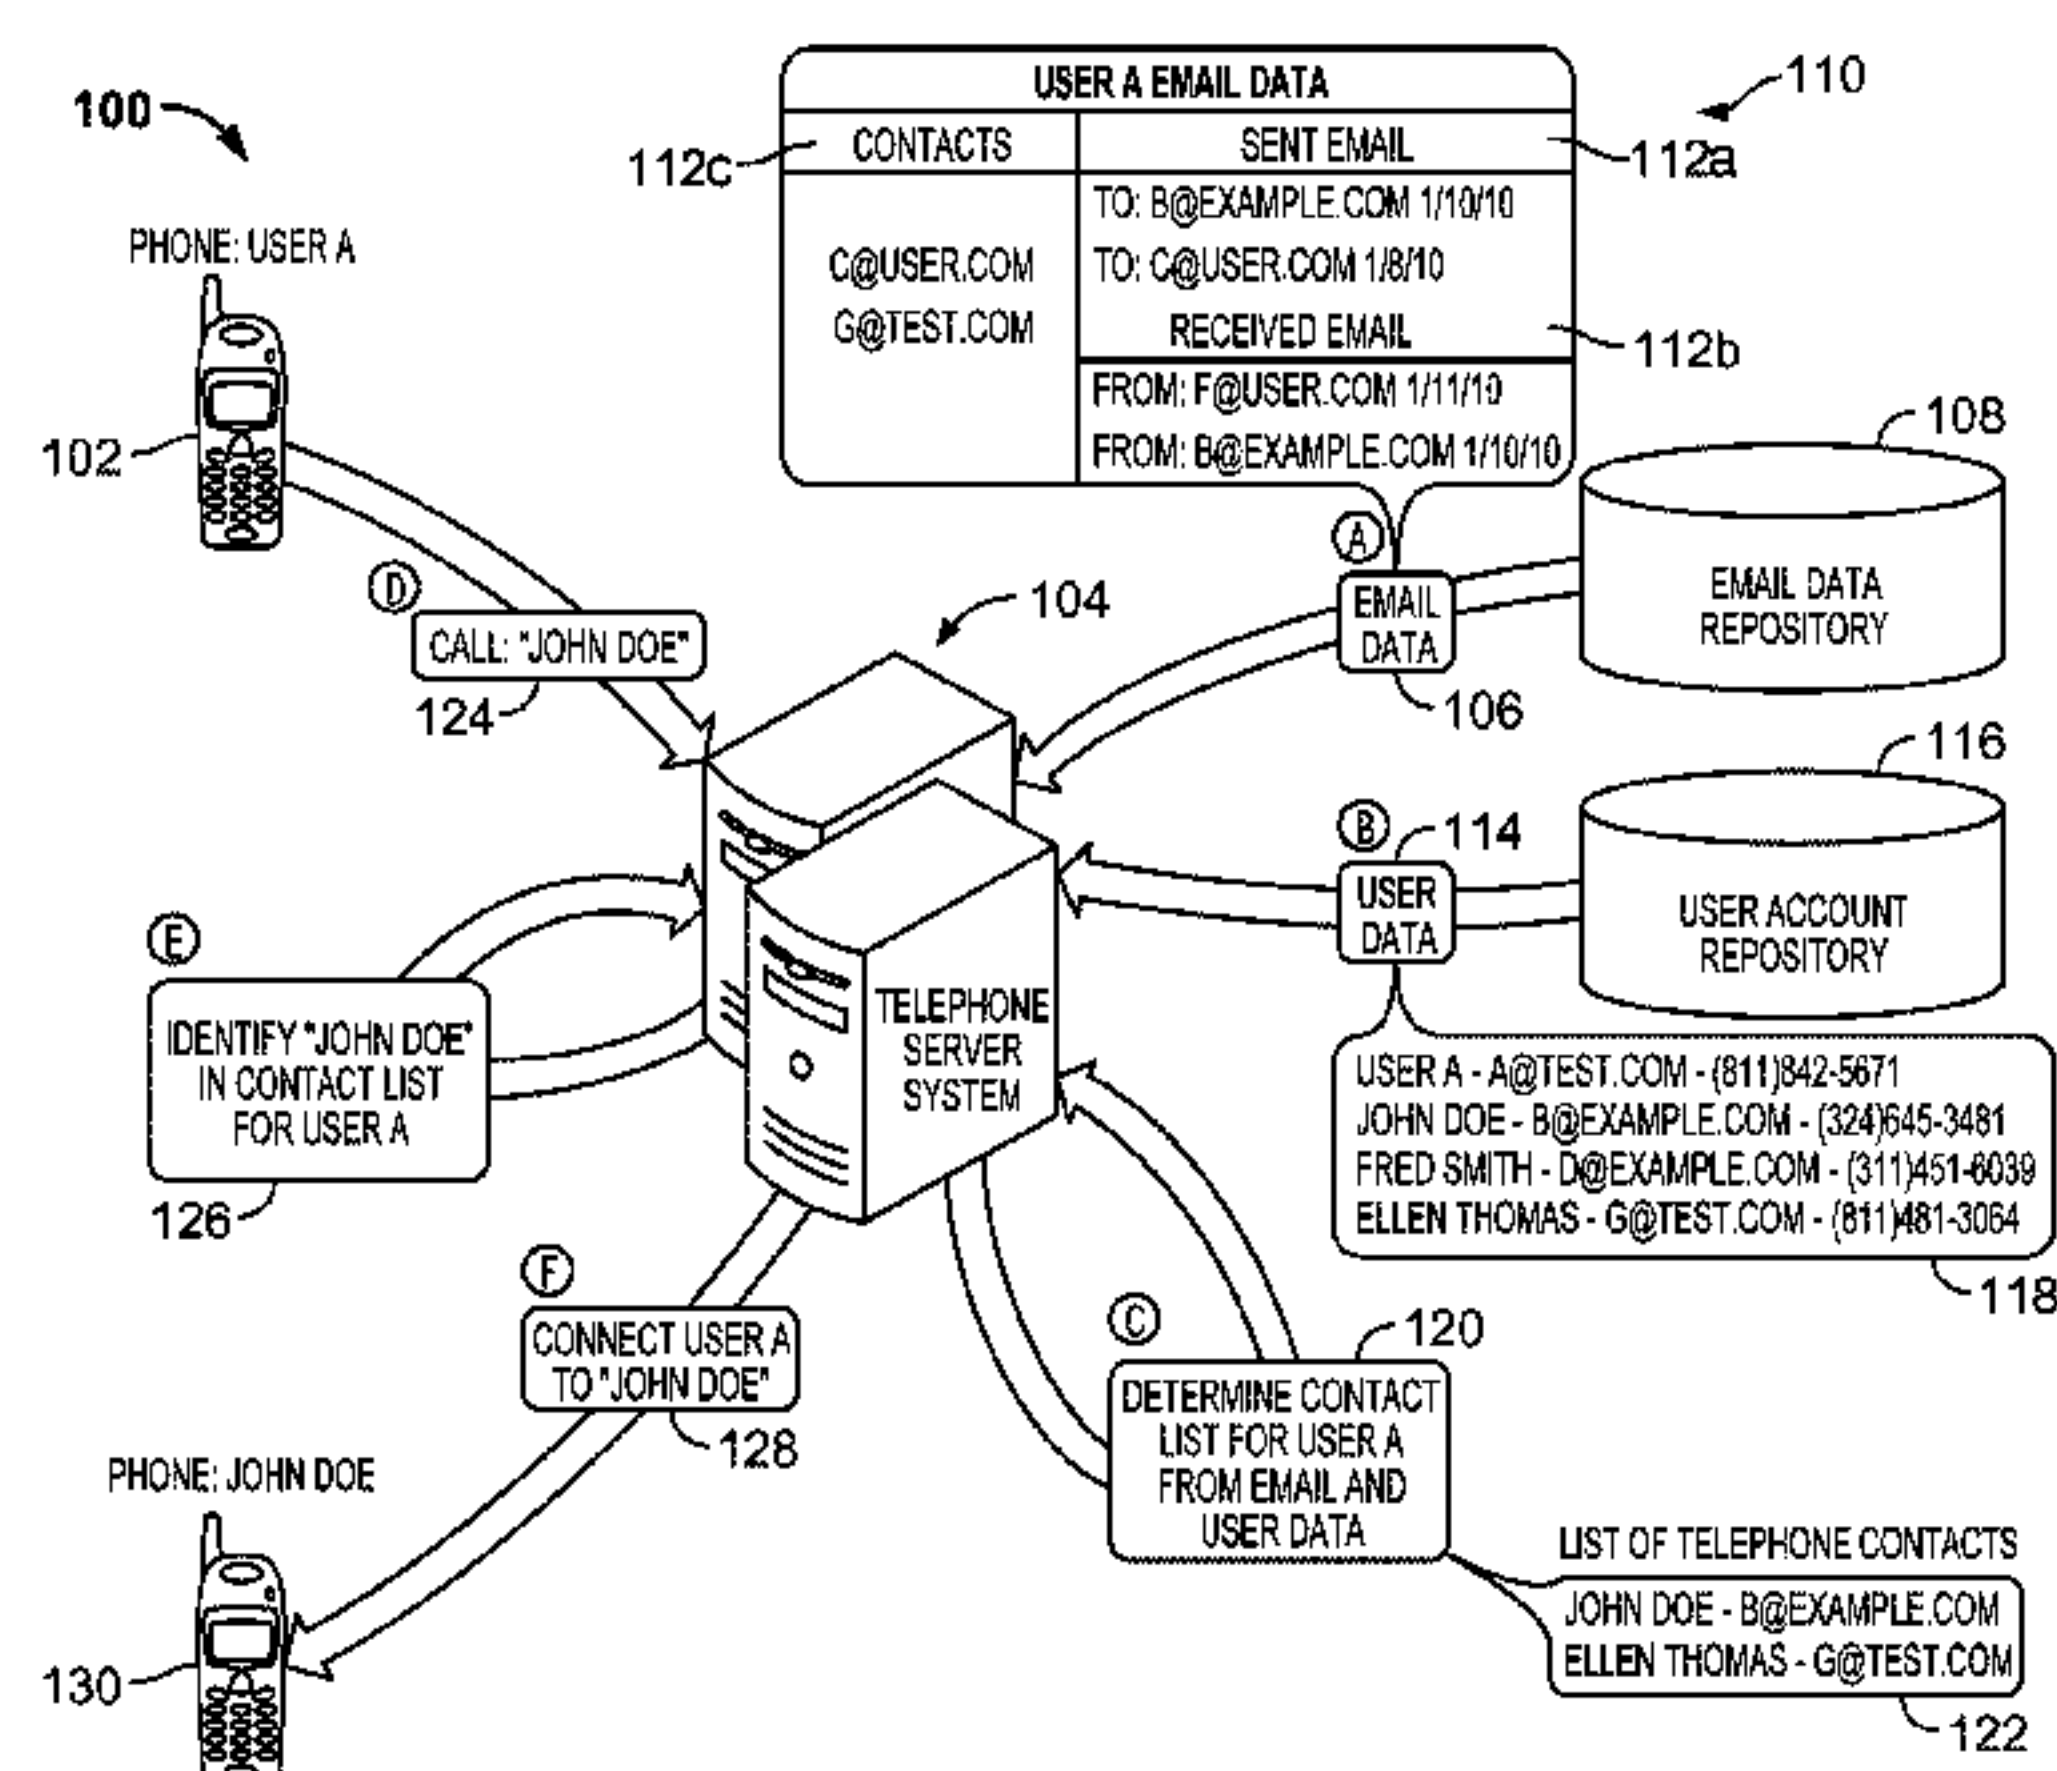 100
PHONE: USER A
102
USER A EMAIL DATA
110
CONTACTS
SENT EMAIL
112c
112a
TO: B@EXAMPLE.COM 1/10/10
C@USER.COM
TO: C@USER.COM 1/8/10
G@TEST.COM
RECEIVED EMAIL
112b
FROM: F@USER.COM 1/11/10
FROM: B@EXAMPLE.COM 1/10/10
108
A
EMAIL
DATA
106
EMAIL DATA
REPOSITORY
D
CALL: "JOHN DOE"
124
104
116
B
114
USER
DATA
USER ACCOUNT
REPOSITORY
E
IDENTIFY "JOHN DOE"
IN CONTACT LIST
FOR USER A
126
TELEPHONE
SERVER
SYSTEM
USER A - A@TEST.COM - (811)842-5671
JOHN DOE - B@EXAMPLE.COM - (324)645-3481
FRED SMITH - D@EXAMPLE.COM - (311)451-6039
ELLEN THOMAS - G@TEST.COM - (811)481-3064
118
F
CONNECT USER A
TO "JOHN DOE"
128
C
120
DETERMINE CONTACT
LIST FOR USER A
FROM EMAIL AND
USER DATA
PHONE: JOHN DOE
130
LIST OF TELEPHONE CONTACTS
JOHN DOE - B@EXAMPLE.COM
ELLEN THOMAS - G@TEST.COM
122